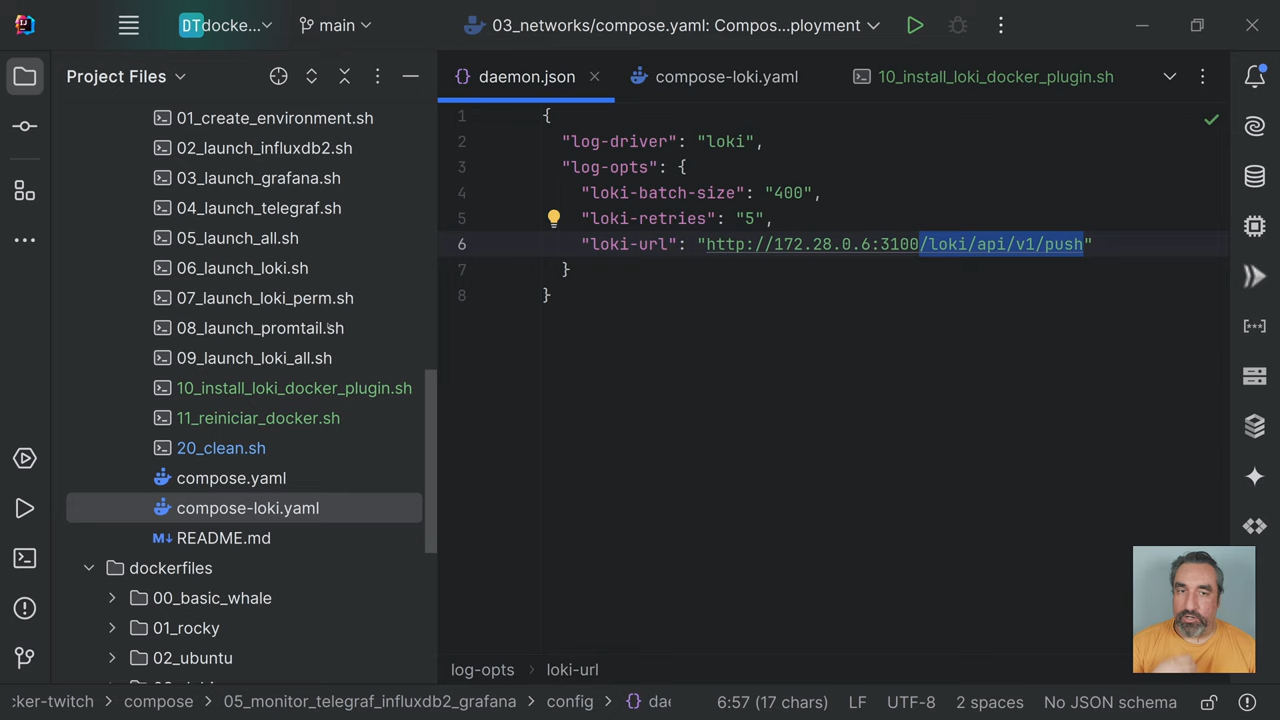 DT docke...
main
03_networks/compose.yaml: Compos...ployment
Project Files
daemon.json
compose-loki.yaml
10_install_loki_docker_plugin.sh
01_create_environment.sh
02_launch_influxdb2.sh
03_launch_grafana.sh
04_launch_telegraf.sh
05_launch_all.sh
06_launch_loki.sh
07_launch_loki_perm.sh
08_launch_promtail.sh
09_launch_loki_all.sh
10_install_loki_docker_plugin.sh
11_reiniciar_docker.sh
20_clean.sh
compose.yaml
compose-loki.yaml
README.md
dockerfiles
00_basic_whale
01_rocky
02_ubuntu
1 {
2 "log-driver": "loki",
3 "log-opts": {
4 "loki-batch-size": "400",
5 "loki-retries": "5",
6 "loki-url": "http://172.28.0.6:3100/loki/api/v1/push"
7 }
8 }
log-opts > loki-url
cker-twitch > compose > 05_monitor_telegraf_influxdb2_grafana > config > {} dae
6:57 (17 chars) LF UTF-8 2 spaces No JSON schema